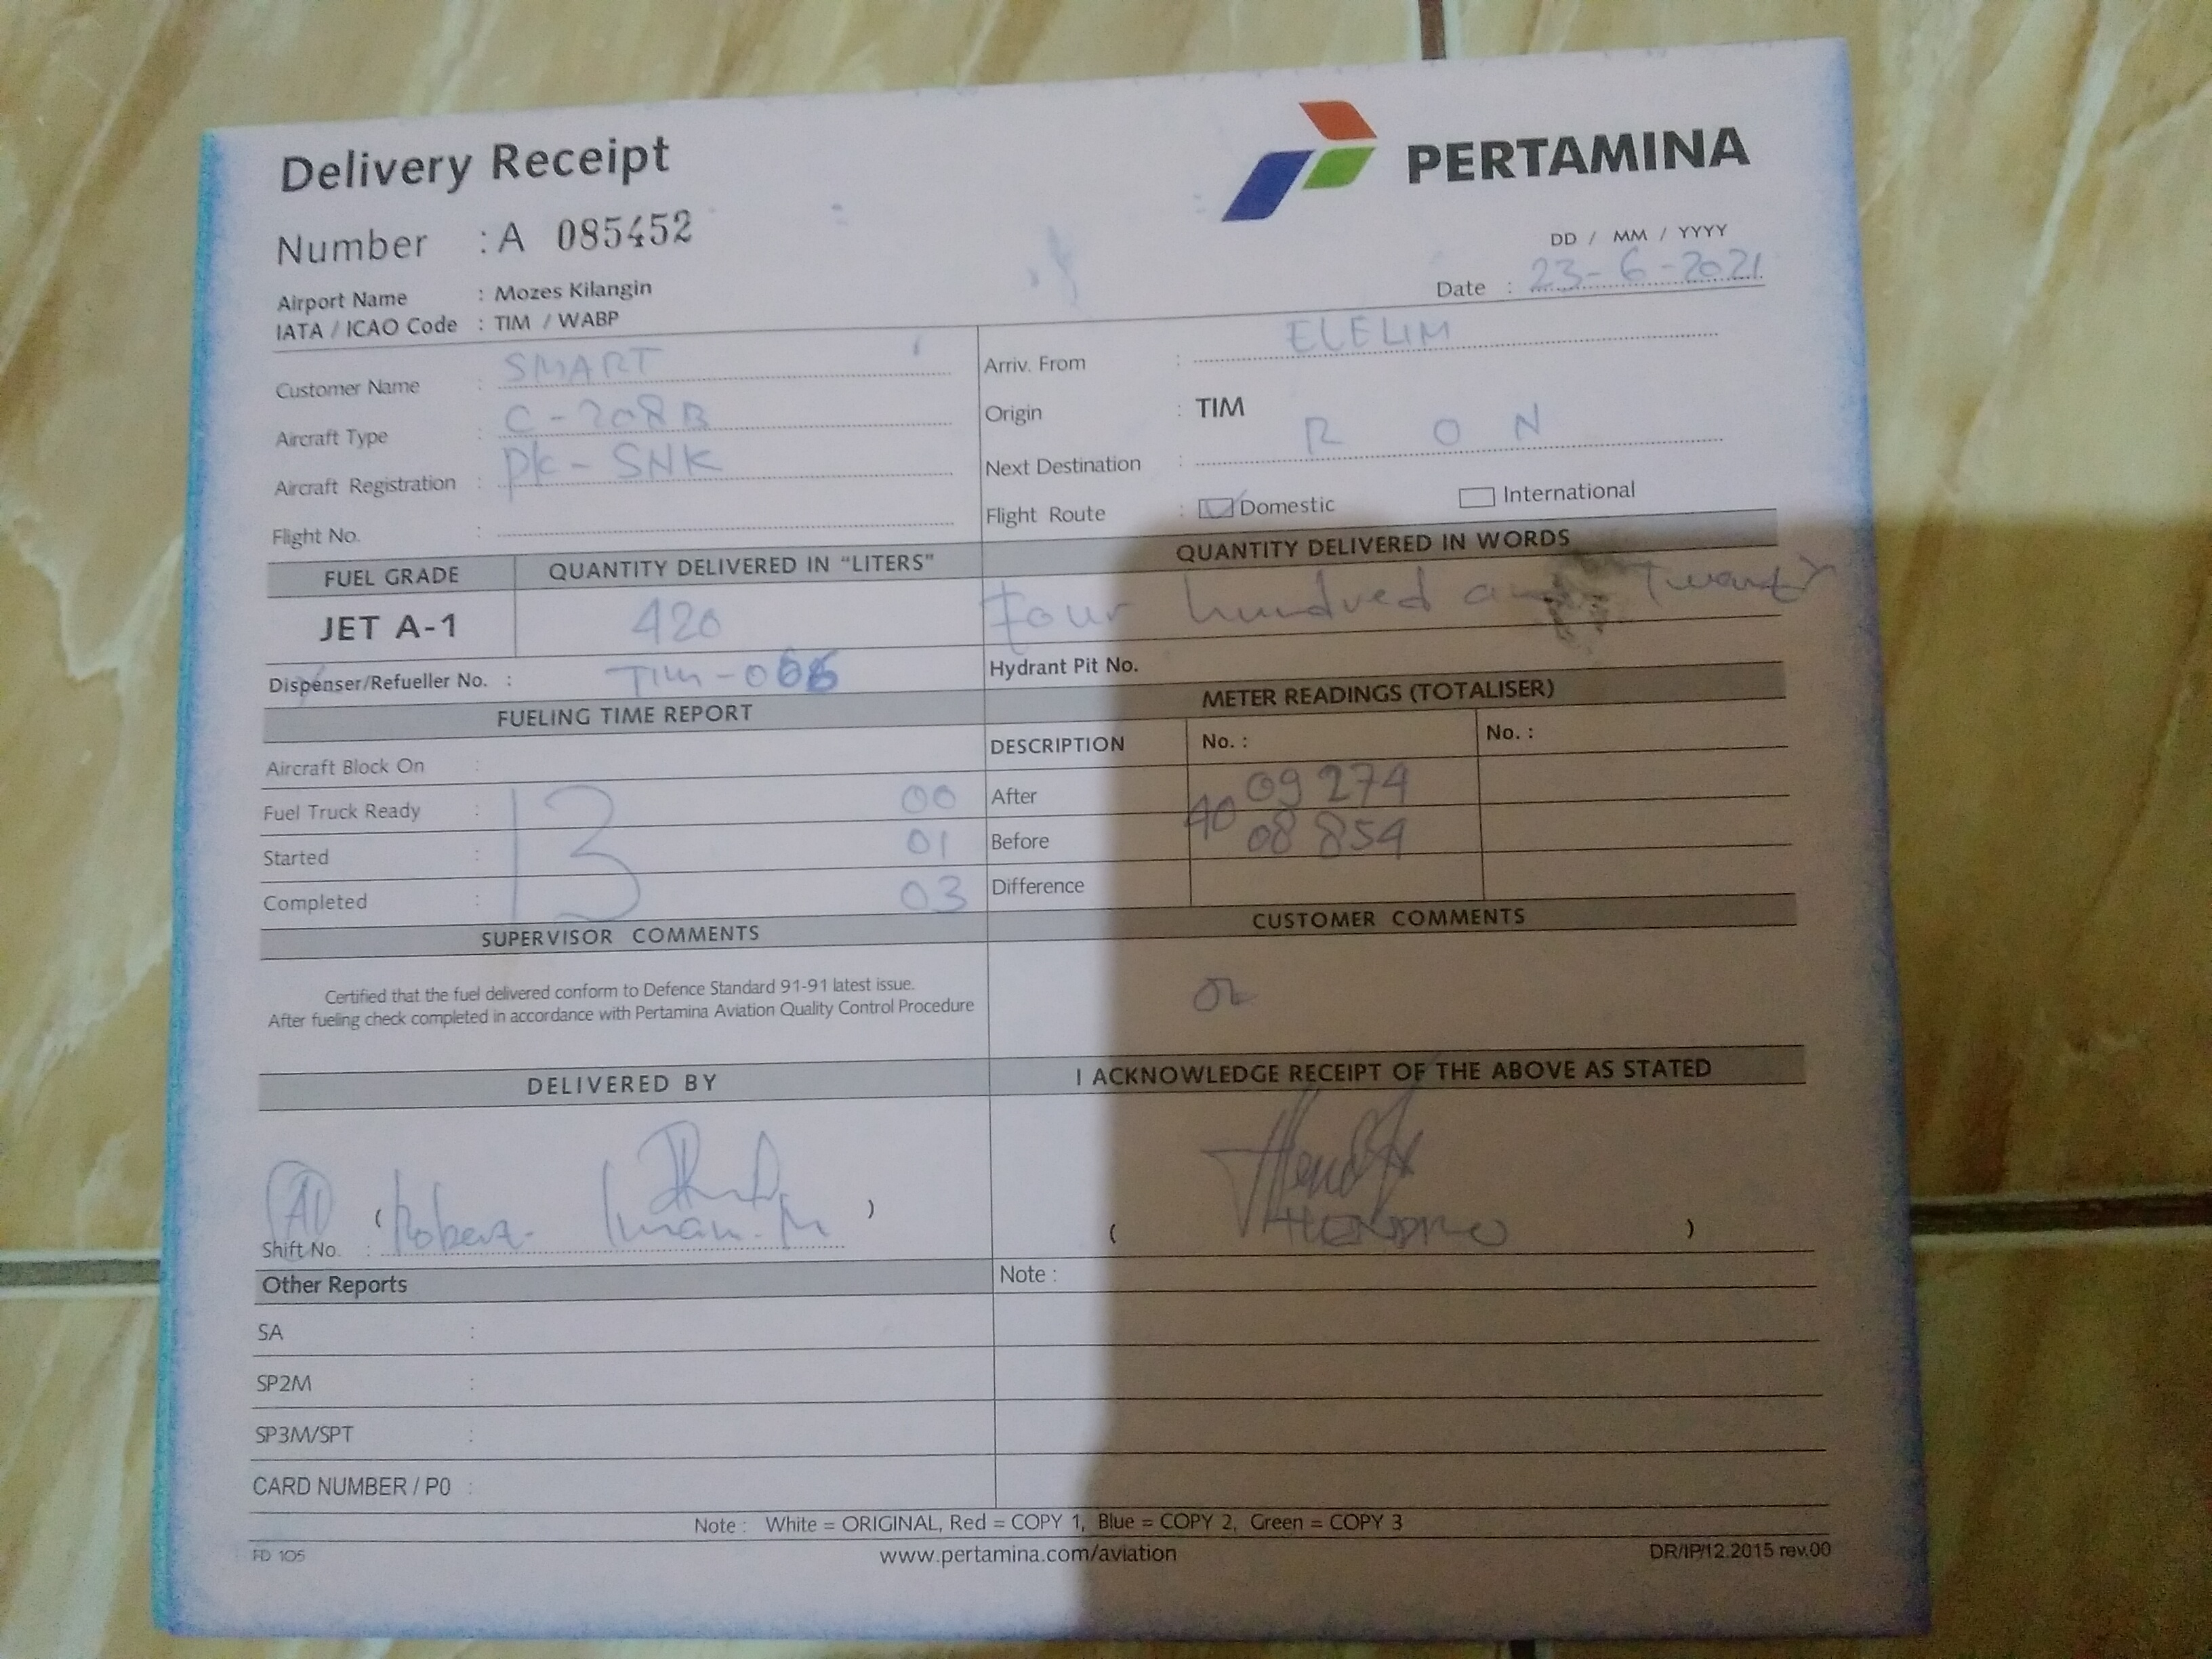 Delivery Receipt
PERTAMINA
Number : A 085452
DD / MM / YYYY
Date : 23-6-2021
Airport Name : Mozes Kilangin
IATA / ICAO Code : TIM / WABP
Customer Name : SMART
Aircraft Type : C-208B
Aircraft Registration : PK-SNK
Flight No. :
Arriv. From : ELELIM
Origin : TIM
Next Destination : R O N
Flight Route : Domestic International
FUEL GRADE QUANTITY DELIVERED IN "LITERS" QUANTITY DELIVERED IN WORDS
JET A-1 420 four hundred and Twenty
Dispenser/Refueller No. : TIM-066 Hydrant Pit No.
FUELING TIME REPORT METER READINGS (TOTALISER)
Aircraft Block On : DESCRIPTION No. : No. :
Fuel Truck Ready : 13 00 After 09 274
Started : 01 Before 40 08 854
Completed : 03 Difference
SUPERVISOR COMMENTS CUSTOMER COMMENTS
Certified that the fuel delivered conform to Defence Standard 91-91 latest issue.
After fueling check completed in accordance with Pertamina Aviation Quality Control Procedure
OK
DELIVERED BY I ACKNOWLEDGE RECEIPT OF THE ABOVE AS STATED
Shift No. : ( Iman. M ) ( )
Other Reports Note :
SA :
SP2M :
SP3M/SPT :
CARD NUMBER / P0 :
Note : White = ORIGINAL, Red = COPY 1, Blue = COPY 2, Green = COPY 3
FD 105 www.pertamina.com/aviation DR/IP/12.2015 rev.00